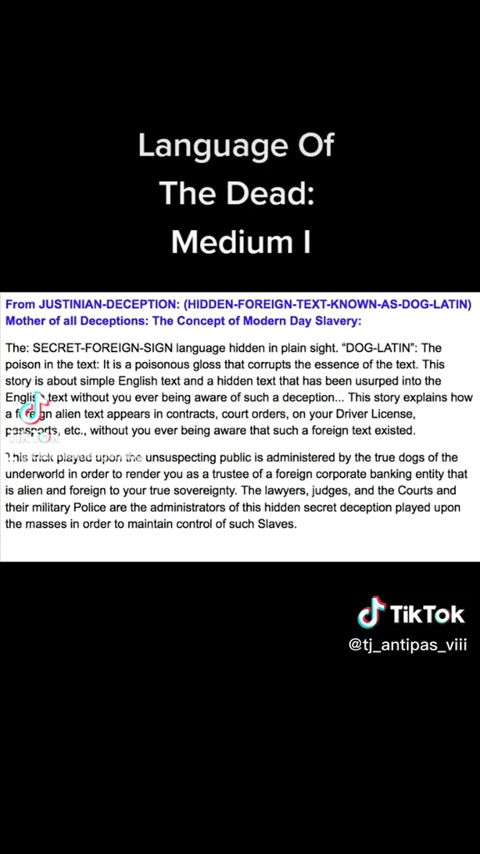 Language Of
The Dead:
Medium I
From JUSTINIAN-DECEPTION: (HIDDEN-FOREIGN-TEXT-KNOWN-AS-DOG-LATIN)
Mother of all Deceptions: The Concept of Modern Day Slavery:
The: SECRET-FOREIGN-SIGN language hidden in plain sight. "DOG-LATIN": The
poison in the text: It is a poisonous gloss that corrupts the essence of the text. This
story is about simple English text and a hidden text that has been usurped into the
English text without you ever being aware of such a deception... This story explains how
a foreign alien text appears in contracts, court orders, on your Driver License,
passports, etc., without you ever being aware that such a foreign text existed.
TikTok
This trick played upon the unsuspecting public is administered by the true dogs of the
underworld in order to render you as a trustee of a foreign corporate banking entity that
is alien and foreign to your true sovereignty. The lawyers, judges, and the Courts and
their military Police are the administrators of this hidden secret deception played upon
the masses in order to maintain control of such Slaves.
TikTok
@tj_antipas_viii